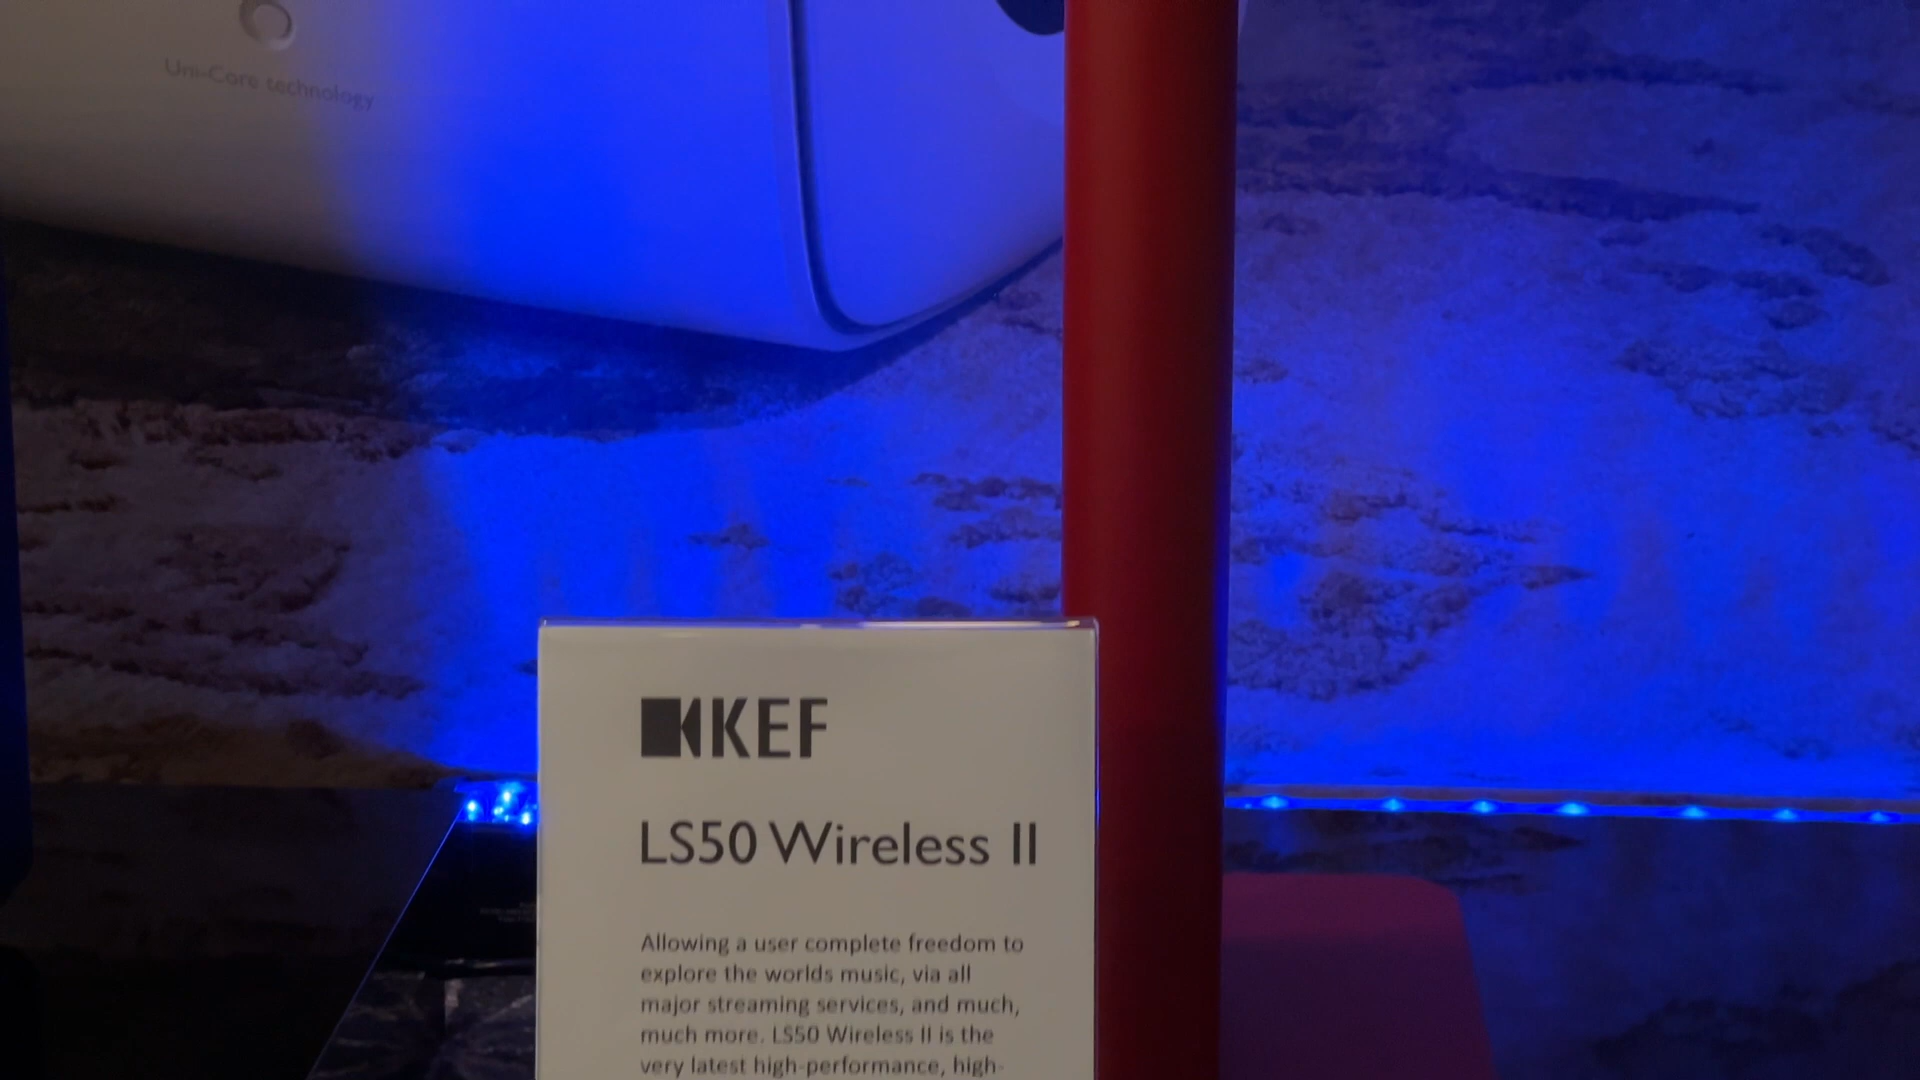 Uni-Core technology
KEF
LS50 Wireless II
Allowing a user complete freedom to
explore the worlds music, via all
major streaming services, and much,
much more. LS50 Wireless II is the
very latest high-performance, high-